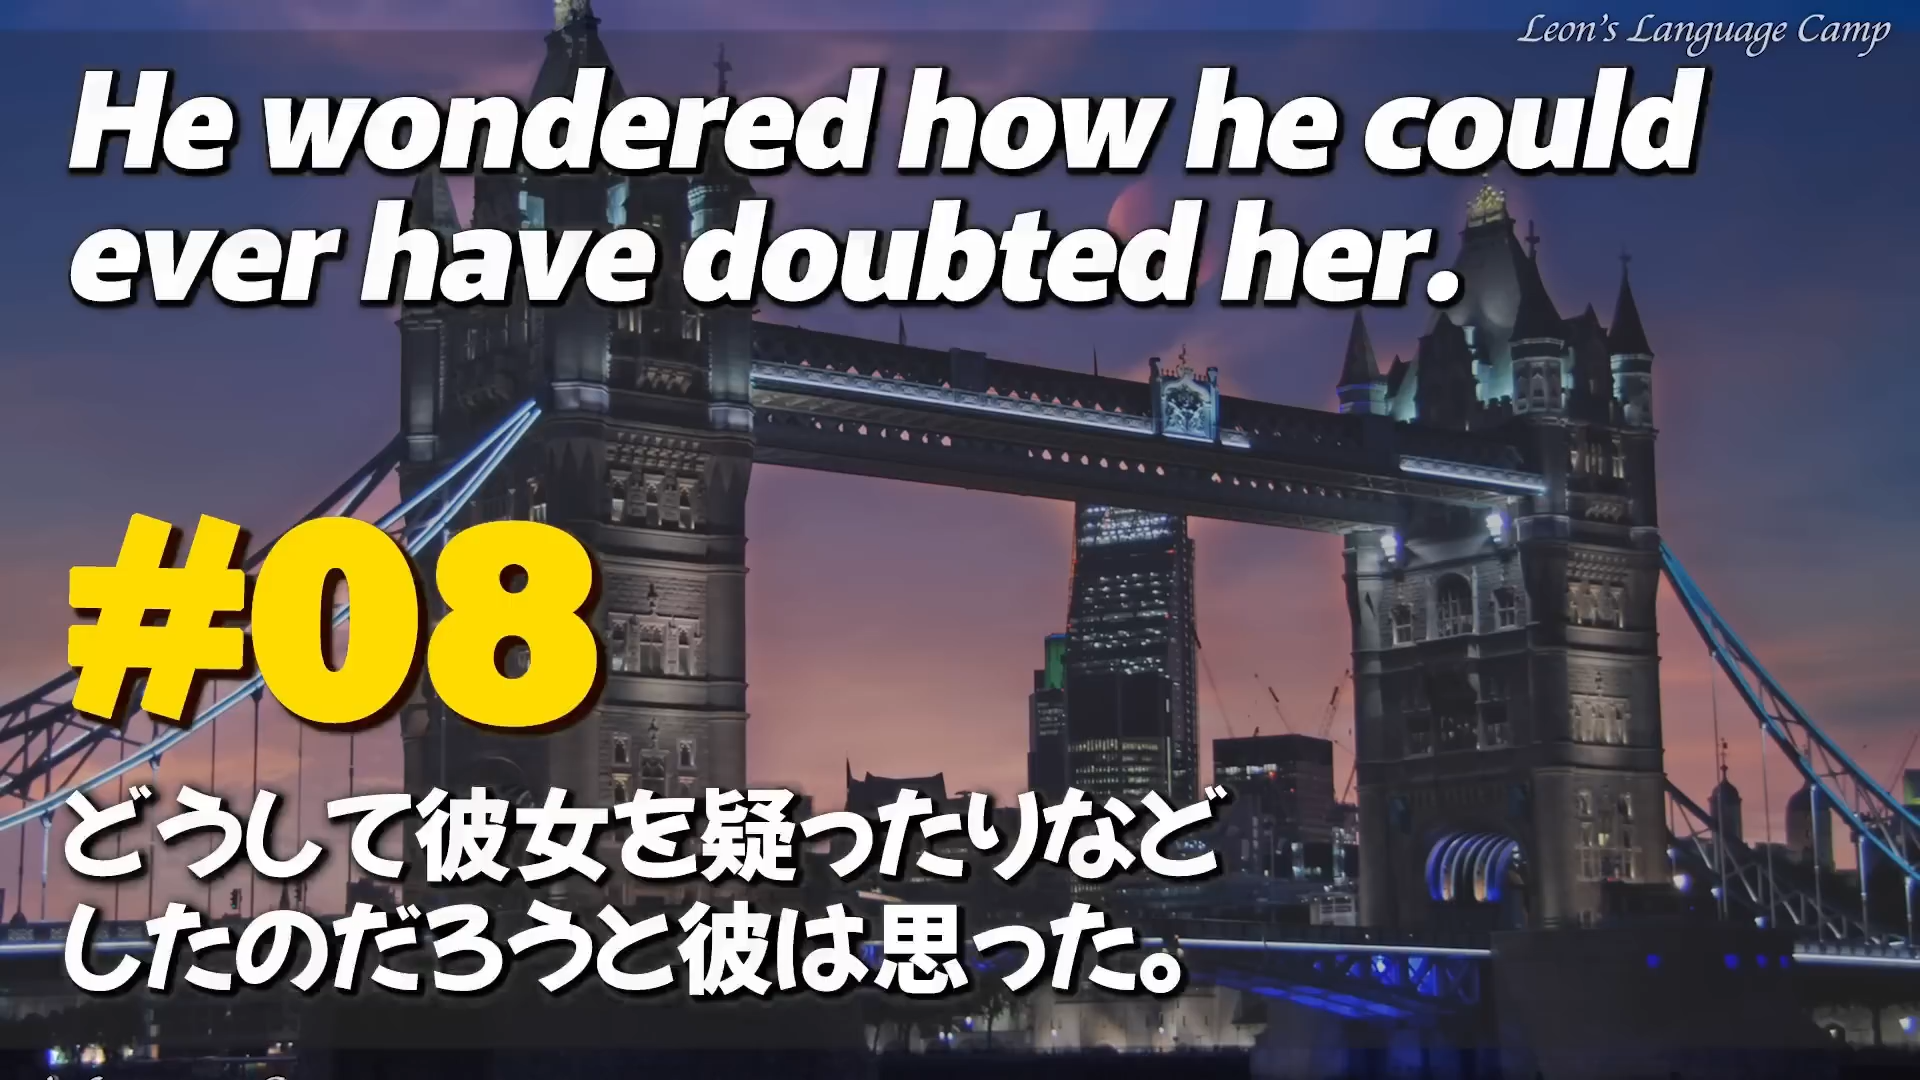 Leon's Language Camp
He wondered how he could
ever have doubted her.
#08
どうして彼女を疑ったりなど
したのだろうと彼は思った。